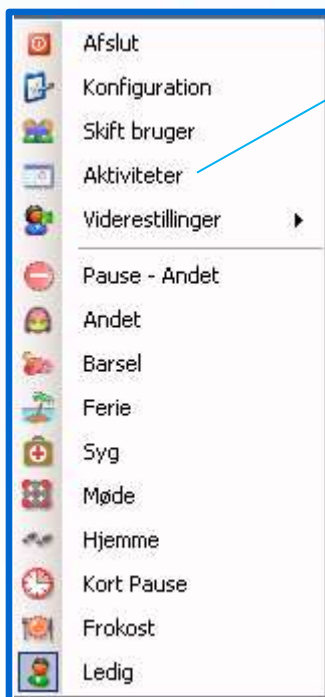 Afslut
Konfiguration
Skift bruger
Aktiviteter
Viderestillinger
Pause - Andet
Andet
Barsel
Ferie
Syg
Møde
Hjemme
Kort Pause
Frokost
Ledig